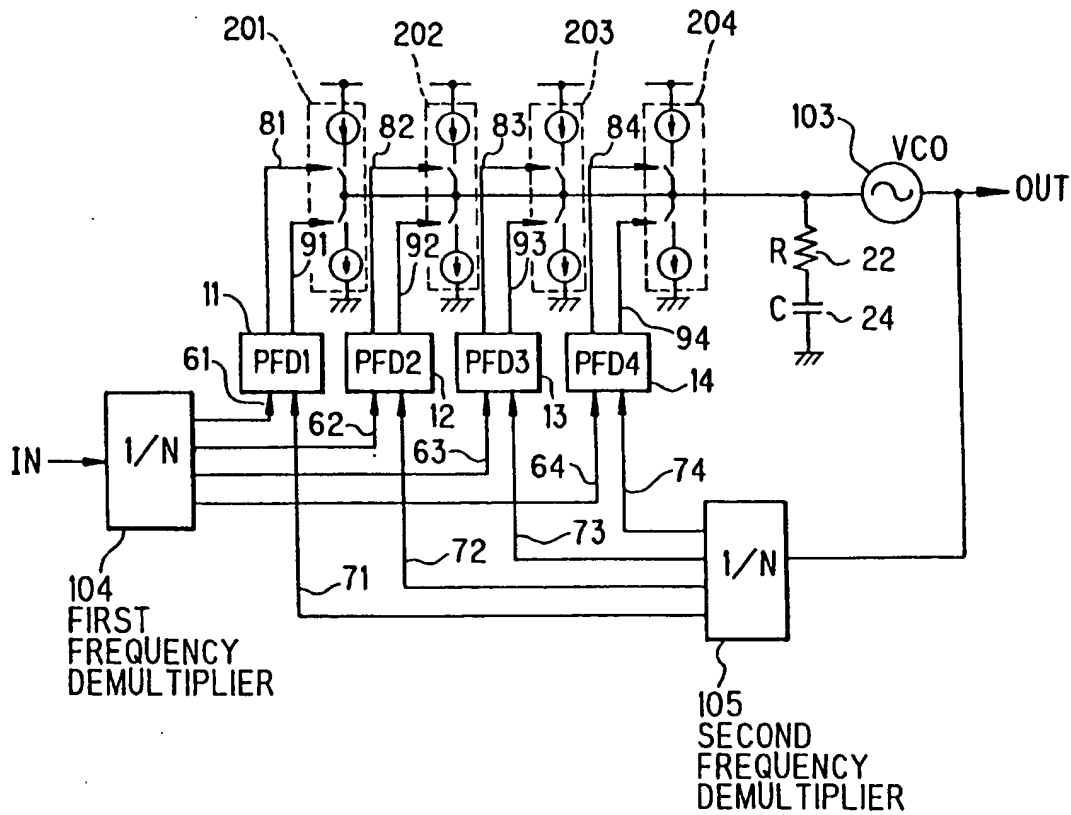 201
202
203
204
81
82
83
84
103
VCO
OUT
91
92
93
94
R
22
C
24
11
PFD1
PFD2
PFD3
PFD4
61
12
13
14
62
63
64
74
IN
1/N
73
72
71
1/N
104
FIRST
FREQUENCY
DEMULTIPLIER
105
SECOND
FREQUENCY
DEMULTIPLIER